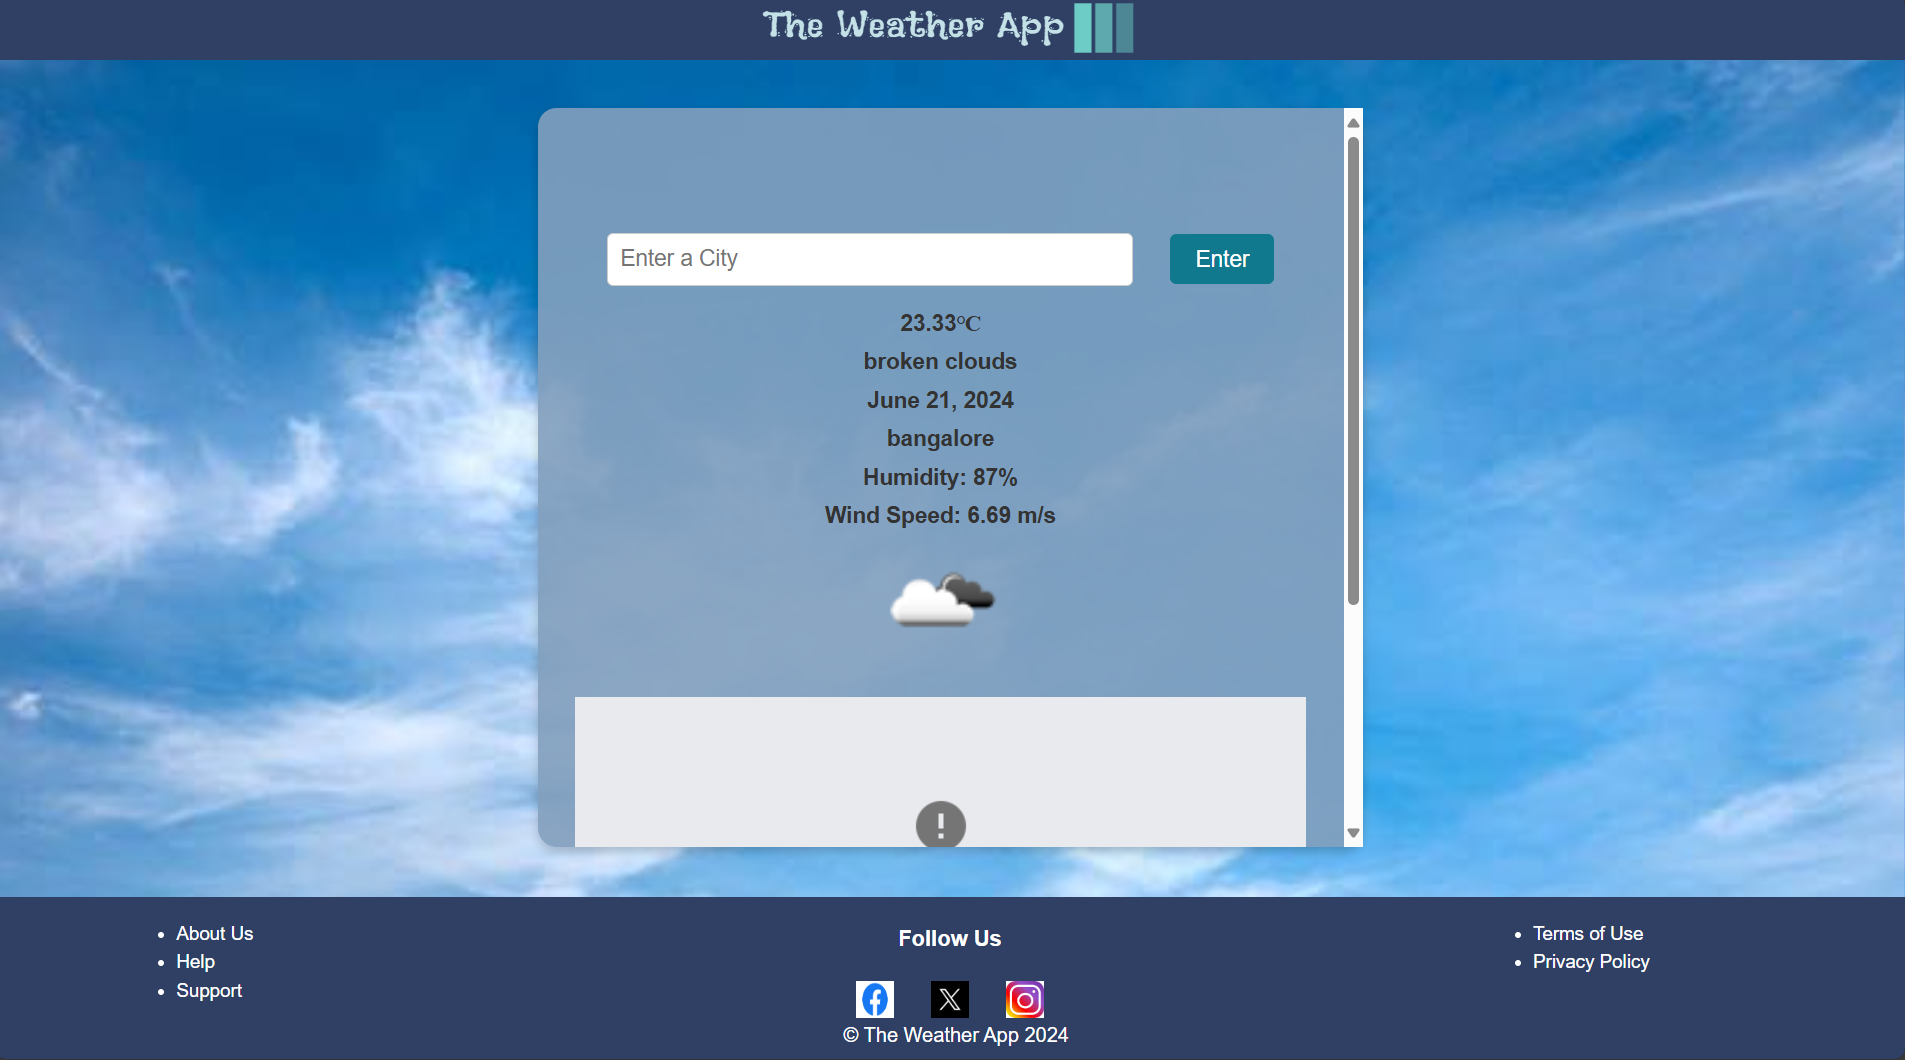 The Weather App
Enter a City
Enter
23.33°C
broken clouds
June 21, 2024
bangalore
Humidity: 87%
Wind Speed: 6.69 m/s
About Us
Help
Support
Follow Us
© The Weather App 2024
Terms of Use
Privacy Policy